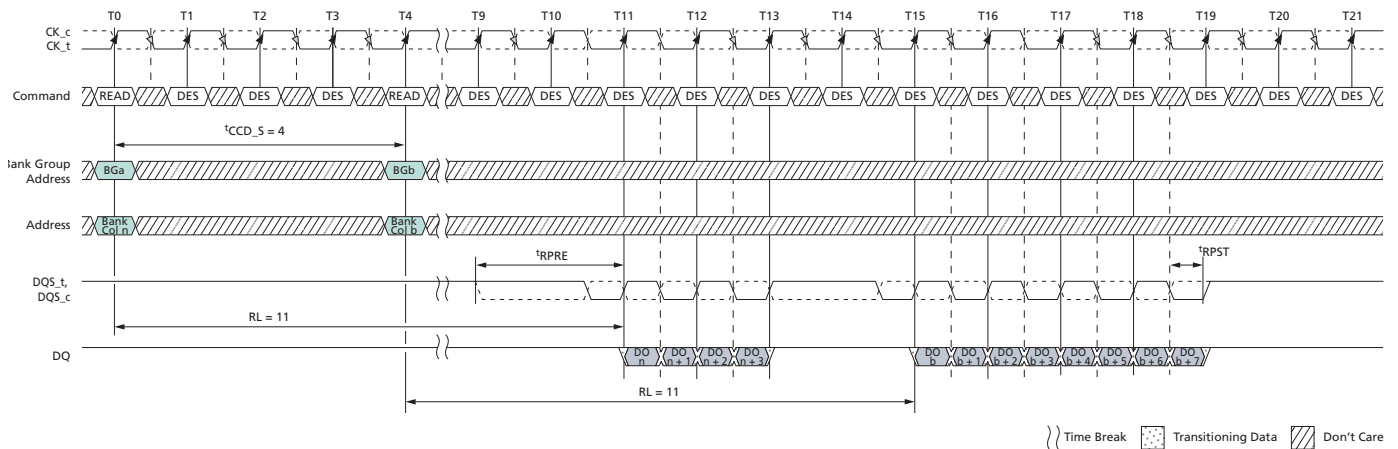 T0 T1 T2 T3 T4 T9 T10 T11 T12 T13 T14 T15 T16 T17 T18 T19 T20 T21
CK_c
CK_t
Command READ DES DES DES READ DES DES DES DES DES DES DES DES DES DES DES DES DES
tCCD_S = 4
Bank Group
Address
BGa BGb
Address
Bank
Col n
Bank
Col b
tRPRE tRPST
DQS_t,
DQS_c
RL = 11
DQ
DO
n
DO
n + 1
DO
n + 2
DO
n + 3
DO
b
DO
b + 1
DO
b + 2
DO
b + 3
DO
b + 4
DO
b + 5
DO
b + 6
DO
b + 7
RL = 11
Time Break Transitioning Data Don't Care